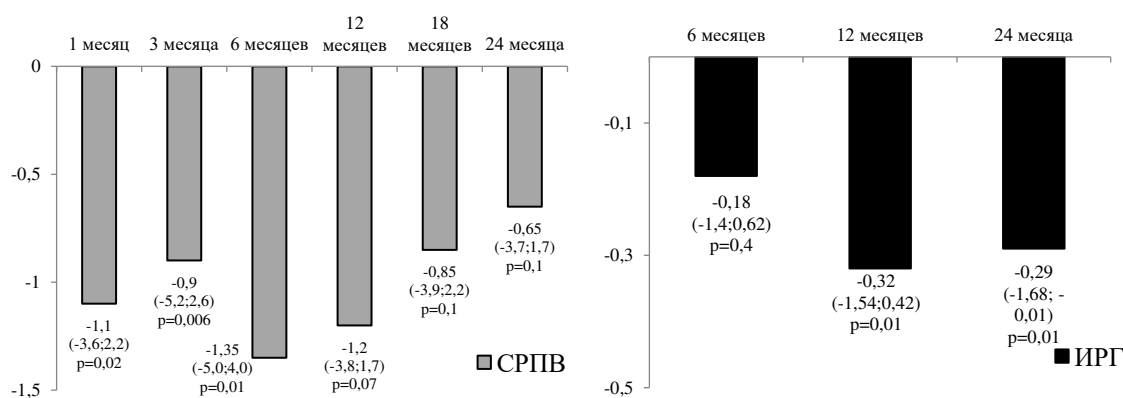 1 месяц
3 месяца
6 месяцев
12
месяцев
18
месяцев
24 месяца
0
-0,5
-1
-1,5
-1,1
(-3,6;2,2)
p=0,02
-0,9
(-5,2;2,6)
p=0,006
-1,35
(-5,0;4,0)
p=0,01
-1,2
(-3,8;1,7)
p=0,07
-0,85
(-3,9;2,2)
p=0,1
-0,65
(-3,7;1,7)
p=0,1
СРПВ
6 месяцев
12 месяцев
24 месяца
-0,1
-0,3
-0,5
-0,18
(-1,4;0,62)
p=0,4
-0,32
(-1,54;0,42)
p=0,01
-0,29
(-1,68; -
0,01)
p=0,01
ИРГ